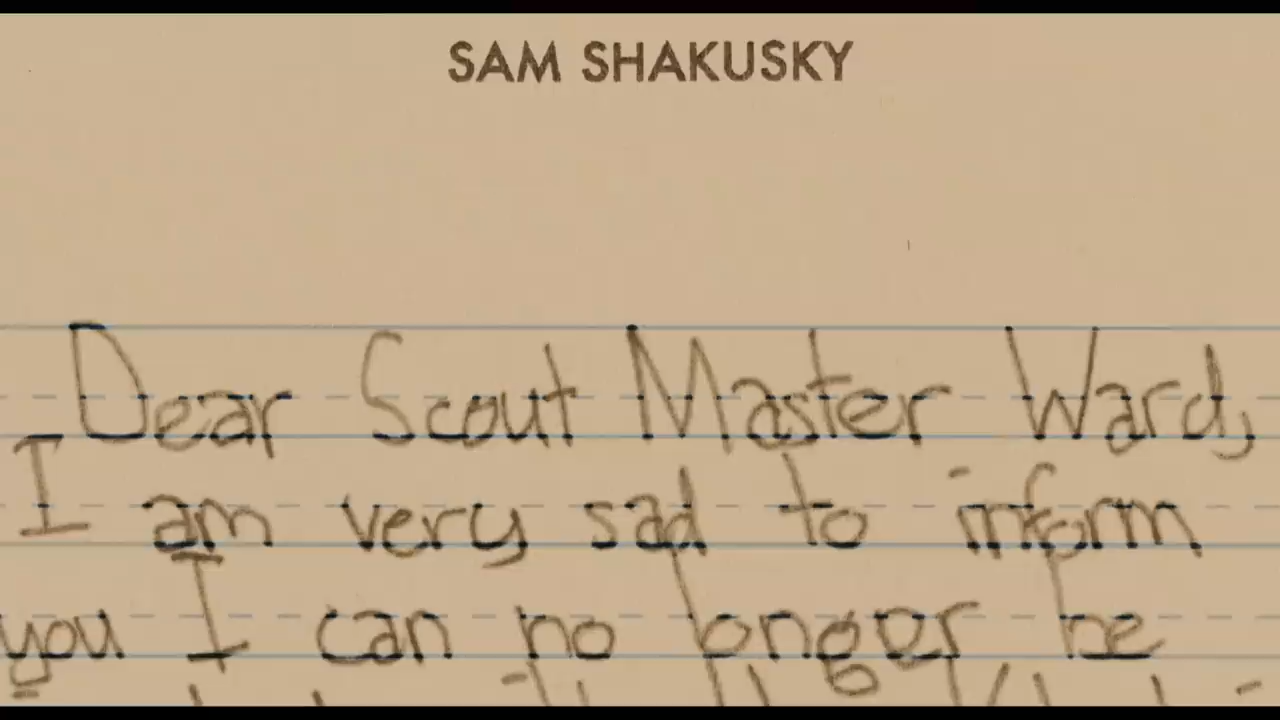 SAM SHAKUSKY
Dear Scout Master Ward,
I am very sad to inform
you I can no longer be